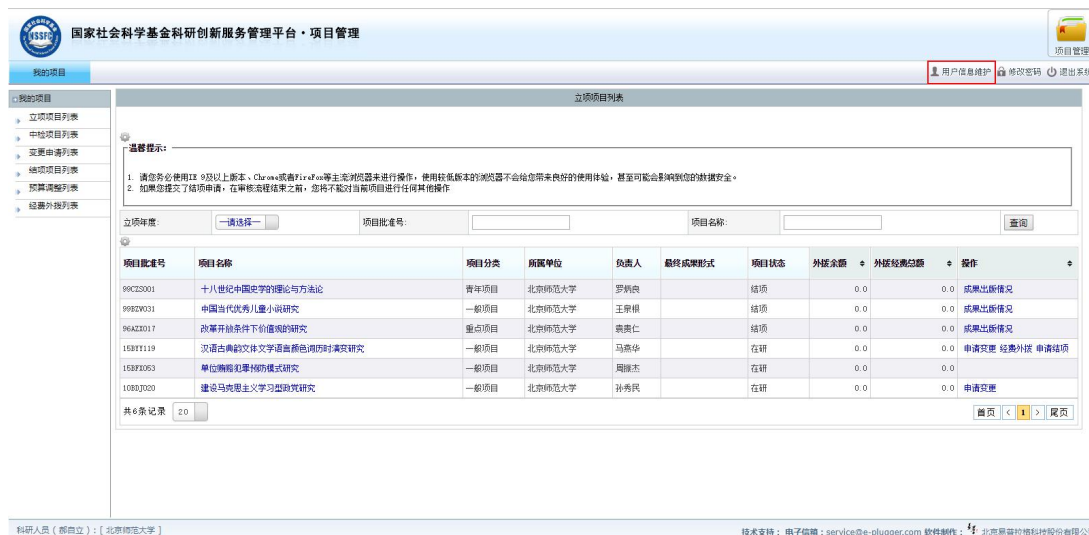 NSSFC
国家社会科学基金科研创新服务管理平台·项目管理
项目管理
我的项目
用户信息维护 修改密码 退出系统
我的项目
立项项目列表
中检项目列表
变更申请列表
结项项目列表
预算调整列表
经费外拨列表
立项项目列表
温馨提示:
1. 请您务必使用IE 9及以上版本、Chrome或者FireFox等主流浏览器来进行操作,使用较低版本的浏览器不会给您带来良好的使用体验,甚至可能会影响到您的数据安全。
2. 如果您提交了结项申请,在审核流程结束之前,您将不能对当前项目进行任何其他操作
立项年度: —请选择— 项目批准号: 项目名称: 查询
项目批准号 项目名称 项目分类 所属单位 负责人 最终成果形式 项目状态 外拨余额 外拨经费总额 操作
99CZS001 十八世纪中国史学的理论与方法论 青年项目 北京师范大学 罗炳良 结项 0.0 0.0 成果出版情况
99BZW031 中国当代优秀儿童小说研究 一般项目 北京师范大学 王泉根 结项 0.0 0.0 成果出版情况
96AZX017 改革开放条件下价值观的研究 重点项目 北京师范大学 结项 0.0 0.0 成果出版情况
15BYY119 汉语古典韵文体文学语言颜色词历时演变研究 一般项目 北京师范大学 马燕华 在研 0.0 0.0 申请变更 经费外拨 申请结项
15BFX053 单位贿赂犯罪预防模式研究 一般项目 北京师范大学 周振杰 在研 0.0 0.0
10BDJ020 建设马克思主义学习型政党研究 一般项目 北京师范大学 孙秀民 在研 0.0 0.0 申请变更
共6条记录 20 首页 < 1 > 尾页
科研人员(郝自立):[ 北京师范大学 ]
技术支持: 电子信箱:service@e-plugger.com 软件制作: 北京易普拉格科技股份有限公